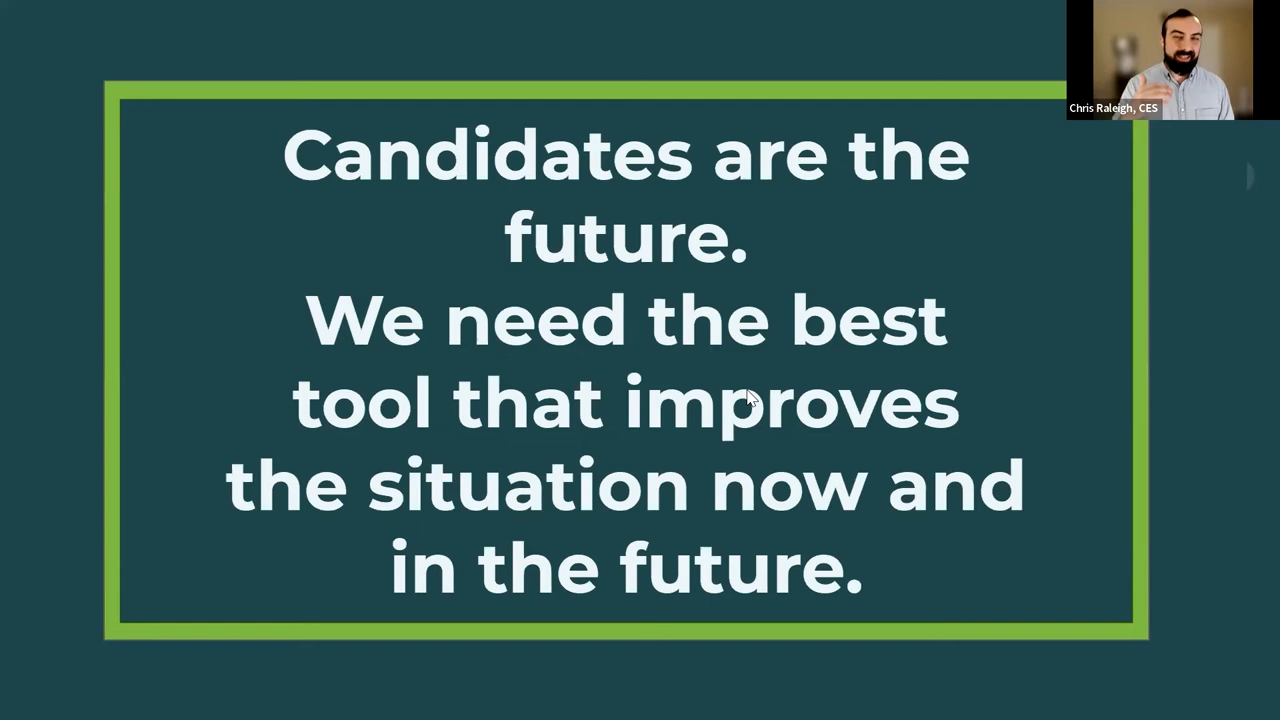 Chris Raleigh, CES
Candidates are the
future.
We need the best
tool that improves
the situation now and
in the future.